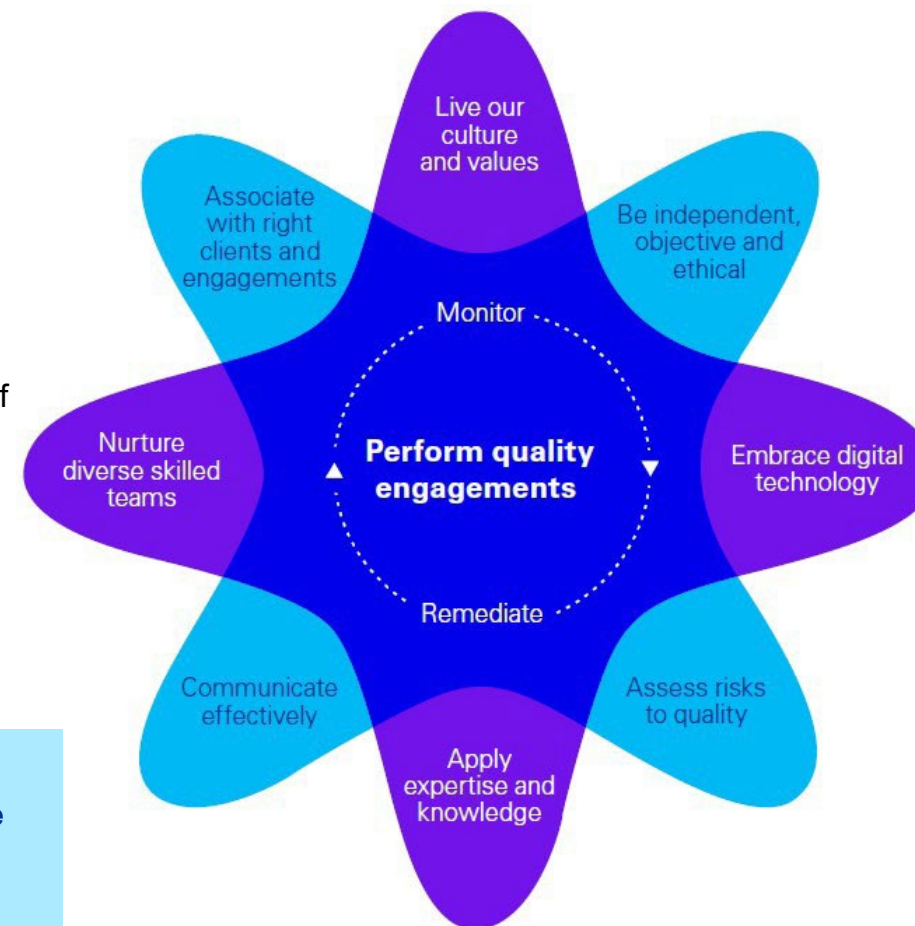 Live our
culture
and values
Associate
with right
clients and
engagements
Be independent,
objective and
ethical
Monitor
f
Nurture
diverse skilled
teams
Perform quality
engagements
Embrace digital
technology
Remediate
Communicate
effectively
Assess risks
to quality
Apply
expertise and
knowledge
e